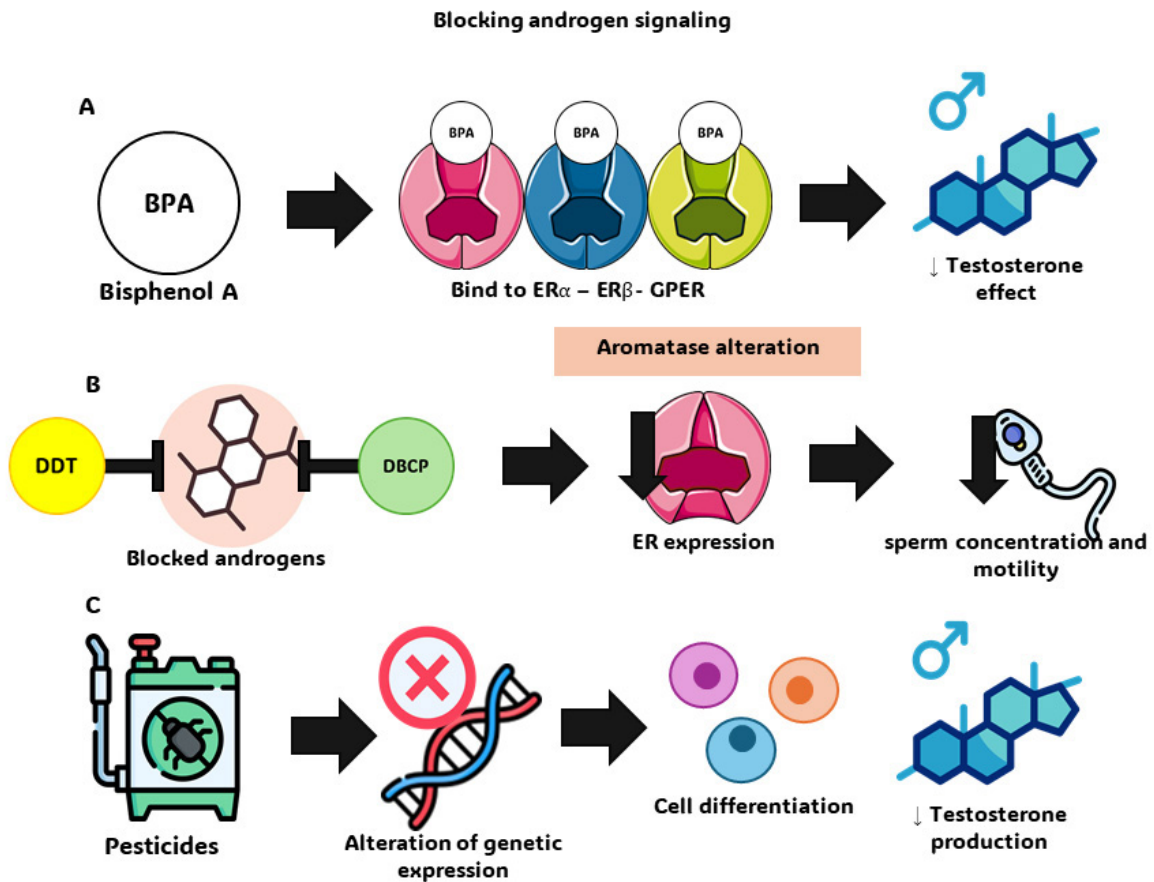 Blocking androgen signaling
A
BPA
Bisphenol A
BPA
BPA
BPA
Bind to ERα – ERβ- GPER
↓ Testosterone
effect
Aromatase alteration
B
DDT
DBCP
Blocked androgens
ER expression
sperm concentration and
motility
C
Pesticides
Alteration of genetic
expression
Cell differentiation
↓ Testosterone
production